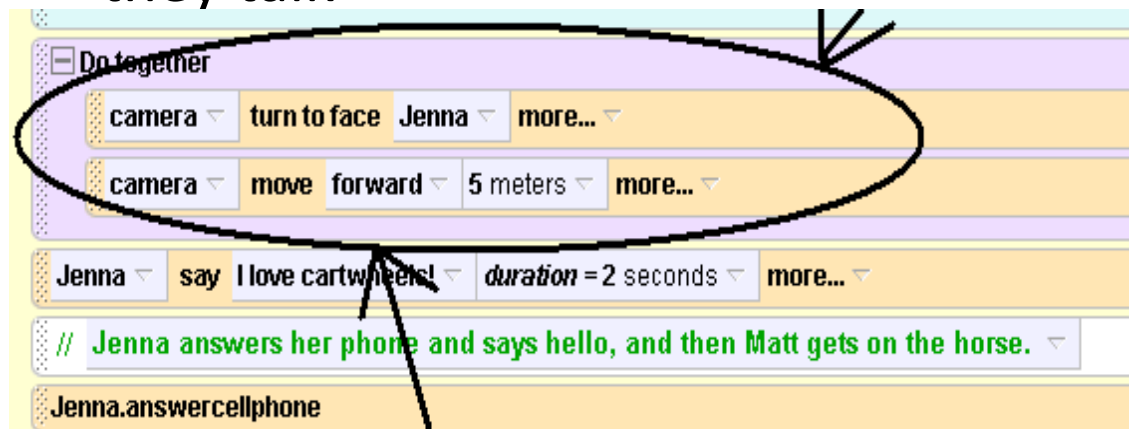 they talk
Do together
camera turn to face Jenna more...
camera move forward 5 meters more...
Jenna say I love cartwheels! duration = 2 seconds more...
// Jenna answers her phone and says hello, and then Matt gets on the horse.
Jenna.answercellphone